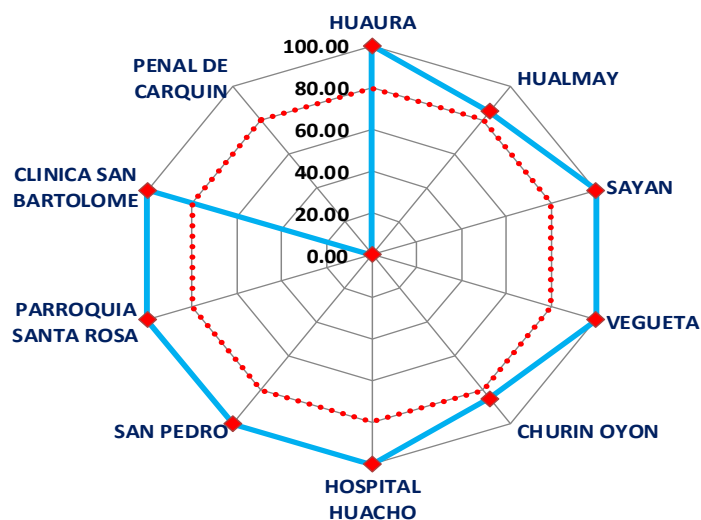 HUAURA
100.00
PENAL DE
CARQUIN
HUALMAY
80.00
60.00
40.00
CLINICA SAN
BARTOLOME
SAYAN
20.00
0.00
PARROQUIA
SANTA ROSA
VEGUETA
SAN PEDRO
CHURIN OYON
HOSPITAL
HUACHO